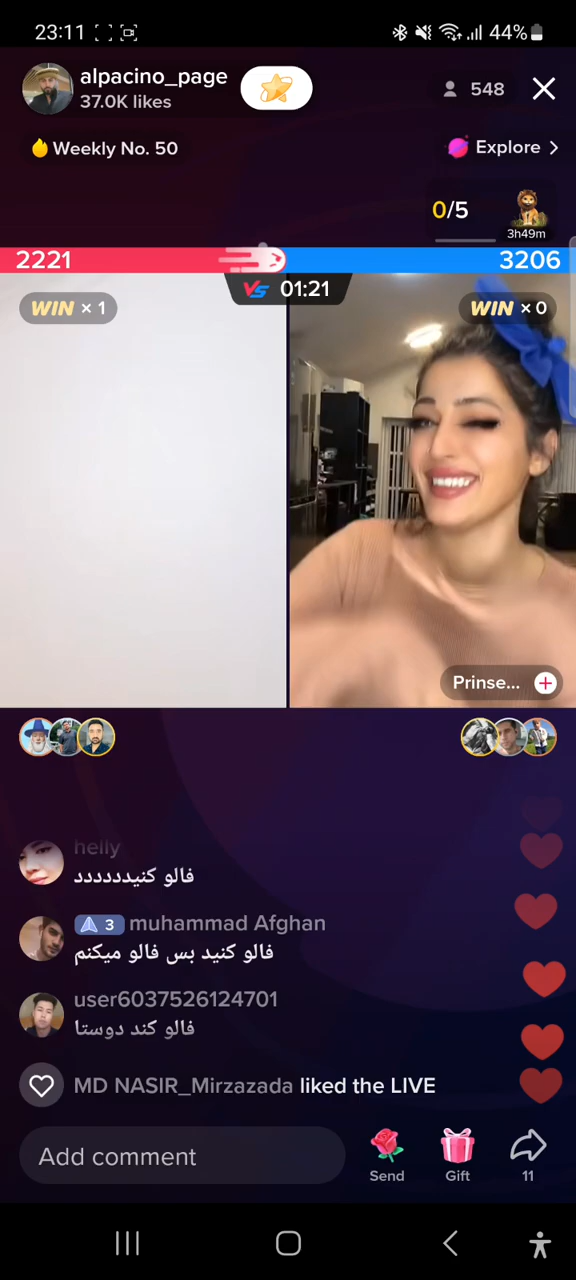 23:11
44%
alpacino_page
37.0K likes
548
Weekly No. 50
Explore >
0/5
3h49m
2221
3206
VS 01:21
WIN × 1
WIN × 0
Prinse...
helly
فالو کنیدددددد
3 muhammad Afghan
فالو کنید بس فالو میکنم
user6037526124701
فالو کند دوستا
MD NASIR_Mirzazada liked the LIVE
Add comment
Send
Gift
11